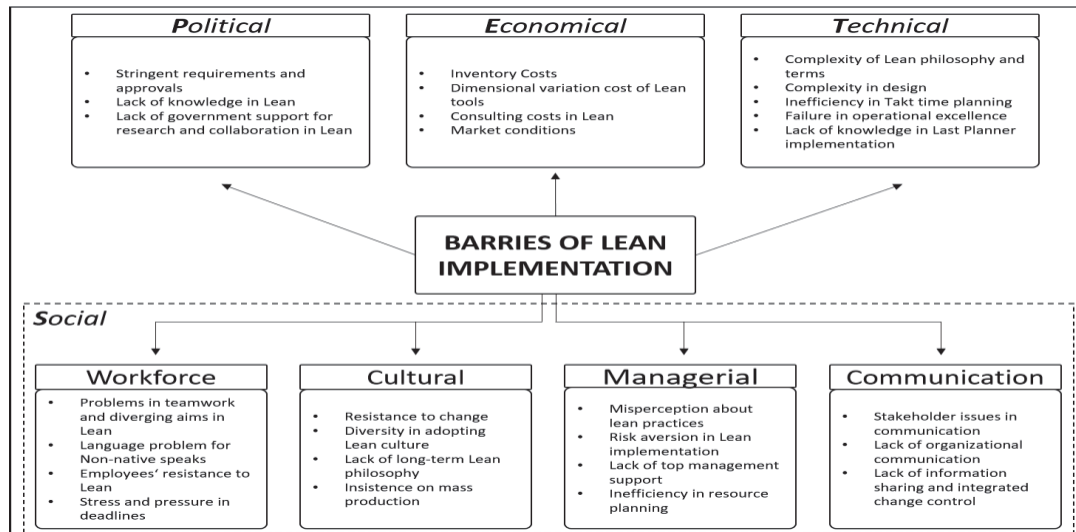 Political
• Stringent requirements and
approvals
• Lack of knowledge in Lean
• Lack of government support for
research and collaboration in Lean
Economical
• Inventory Costs
• Dimensional variation cost of Lean
tools
• Consulting costs in Lean
• Market conditions
Technical
• Complexity of Lean philosophy and
terms
• Complexity in design
• Inefficiency in Takt time planning
• Failure in operational excellence
• Lack of knowledge in Last Planner
implementation
BARRIES OF LEAN
IMPLEMENTATION
Social
Workforce
• Problems in teamwork
and diverging aims in
Lean
• Language problem for
Non-native speaks
• Employees‘ resistance to
Lean
• Stress and pressure in
deadlines
Cultural
• Resistance to change
• Diversity in adopting
Lean culture
• Lack of long-term Lean
philosophy
• Insistence on mass
production
Managerial
• Misperception about
lean practices
• Risk aversion in Lean
implementation
• Lack of top management
support
• Inefficiency in resource
planning
Communication
• Stakeholder issues in
communication
• Lack of organizational
communication
• Lack of information
sharing and integrated
change control